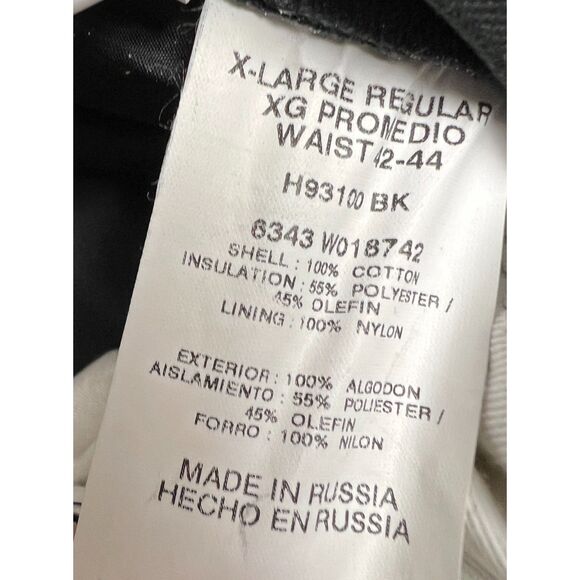 X-LARGE REGULAR
XG PROMEDIO
WAIST 42-44
H93100 BK
6343 W018742
SHELL : 100% COTTON
INSULATION : 55% POLYESTER /
45% OLEFIN
LINING : 100% NYLON
EXTERIOR : 100% ALGODON
AISLAMIENTO : 55% POLIESTER /
45% OLEFIN
FORRO : 100% NILON
MADE IN RUSSIA
HECHO EN RUSSIA